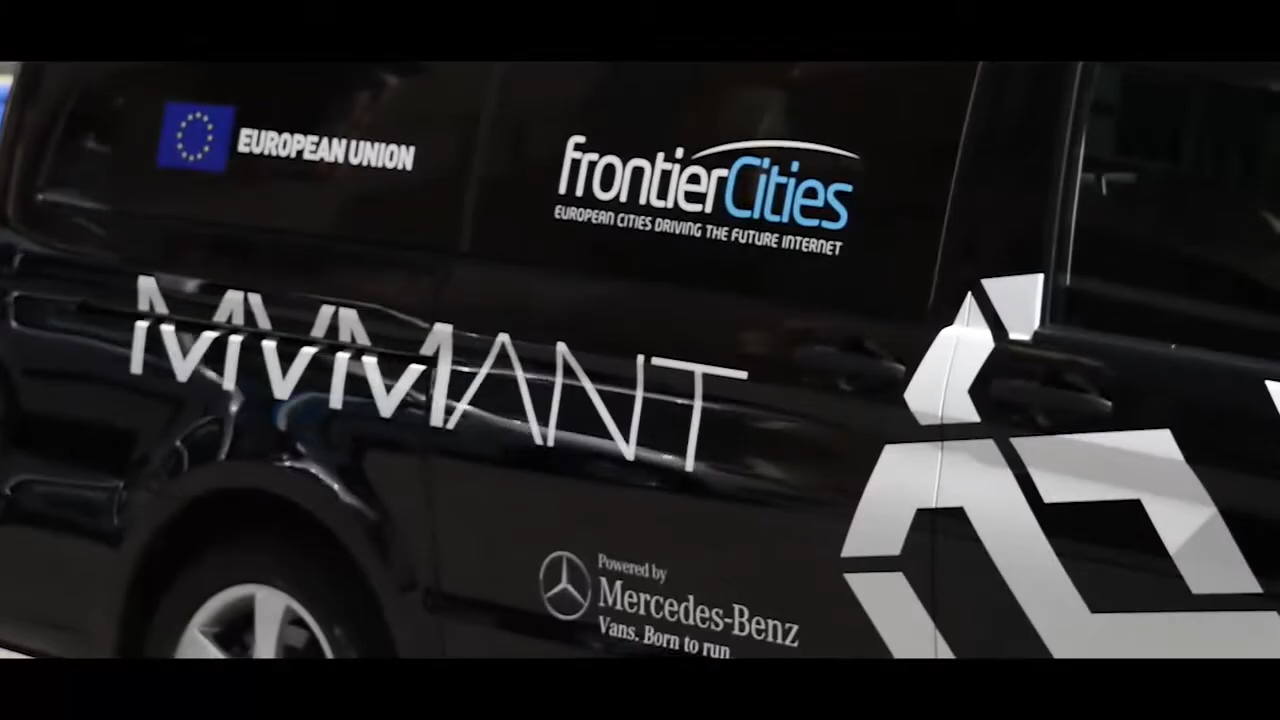 EUROPEAN UNION
frontierCities
EUROPEAN CITIES DRIVING THE FUTURE INTERNET
MVMANT
Powered by
Mercedes-Benz
Vans. Born to run